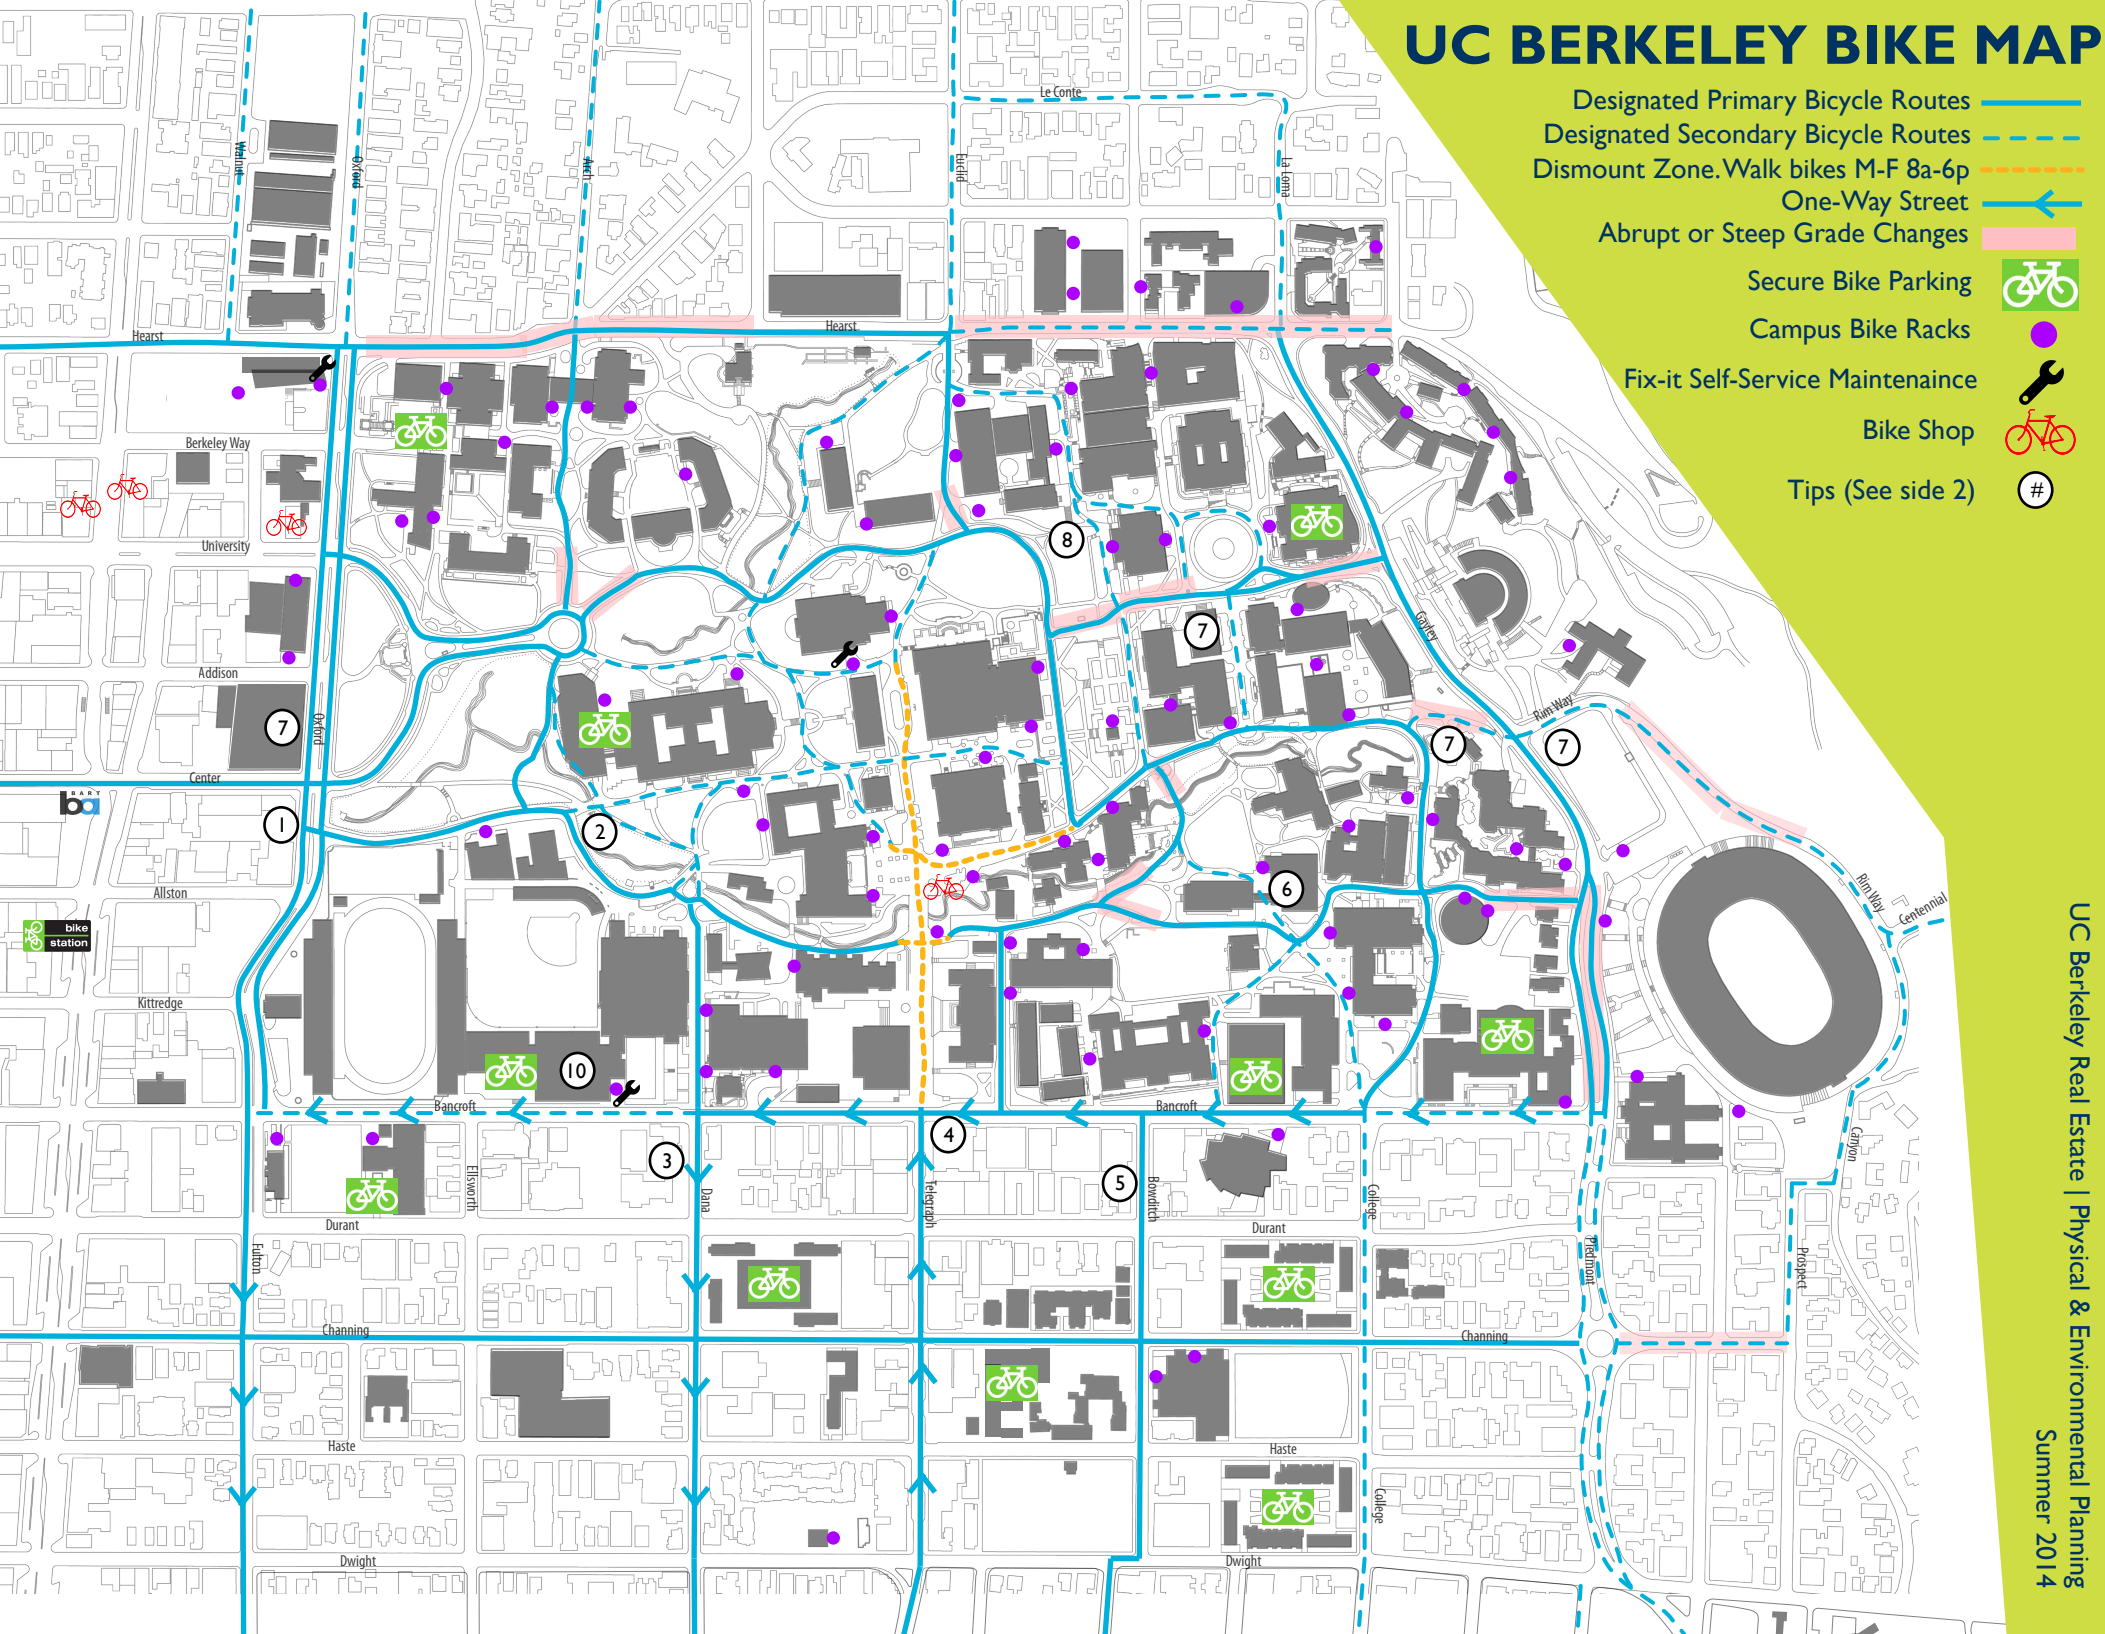 UC BERKELEY BIKE MAP
Designated Primary Bicycle Routes
Designated Secondary Bicycle Routes
Dismount Zone. Walk bikes M-F 8a-6p
One-Way Street
Abrupt or Steep Grade Changes
Secure Bike Parking
Campus Bike Racks
Fix-it Self-Service Maintenaince
Bike Shop
Tips (See side 2)
#
Le Conte
Walnut
Oxford
Arch
Euclid
La Loma
Hearst
Hearst
Berkeley Way
University
8
7
Gayley
Addison
7
Oxford
Rim Way
7
7
Center
BART
ba
1
2
6
Allston
Rim Way
Centennial
bike
station
Kittredge
10
Bancroft
Bancroft
4
3
5
Canyon
Ellsworth
Dana
Telegraph
Bowditch
College
Durant
Durant
Fulton
Piedmont
Prospect
Channing
Channing
Haste
Haste
College
Dwight
Dwight
UC Berkeley Real Estate | Physical & Environmental Planning
Summer 2014